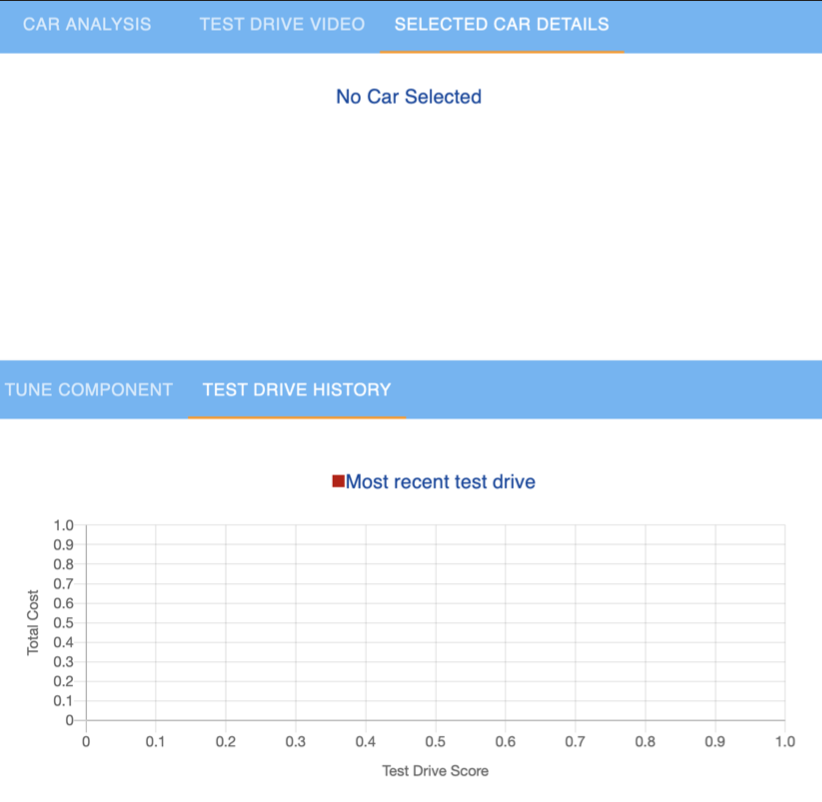 CAR ANALYSIS TEST DRIVE VIDEO SELECTED CAR DETAILS
No Car Selected
TUNE COMPONENT TEST DRIVE HISTORY
Most recent test drive
Total Cost
1.0
0.9
0.8
0.7
0.6
0.5
0.4
0.3
0.2
0.1
0
0 0.1 0.2 0.3 0.4 0.5 0.6 0.7 0.8 0.9 1.0
Test Drive Score